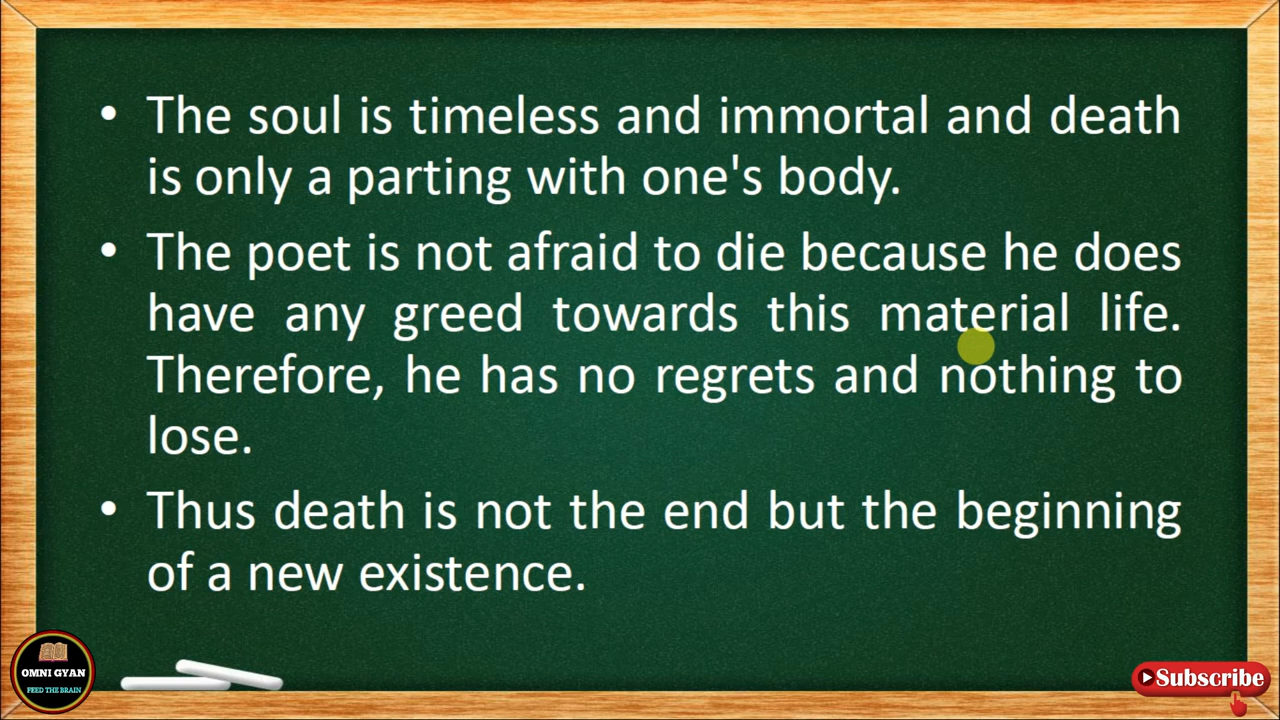 • The soul is timeless and immortal and death
is only a parting with one's body.
• The poet is not afraid to die because he does
have any greed towards this material life.
Therefore, he has no regrets and nothing to
lose.
• Thus death is not the end but the beginning
of a new existence.
OMNI GYAN
FEED THE BRAIN
Subscribe